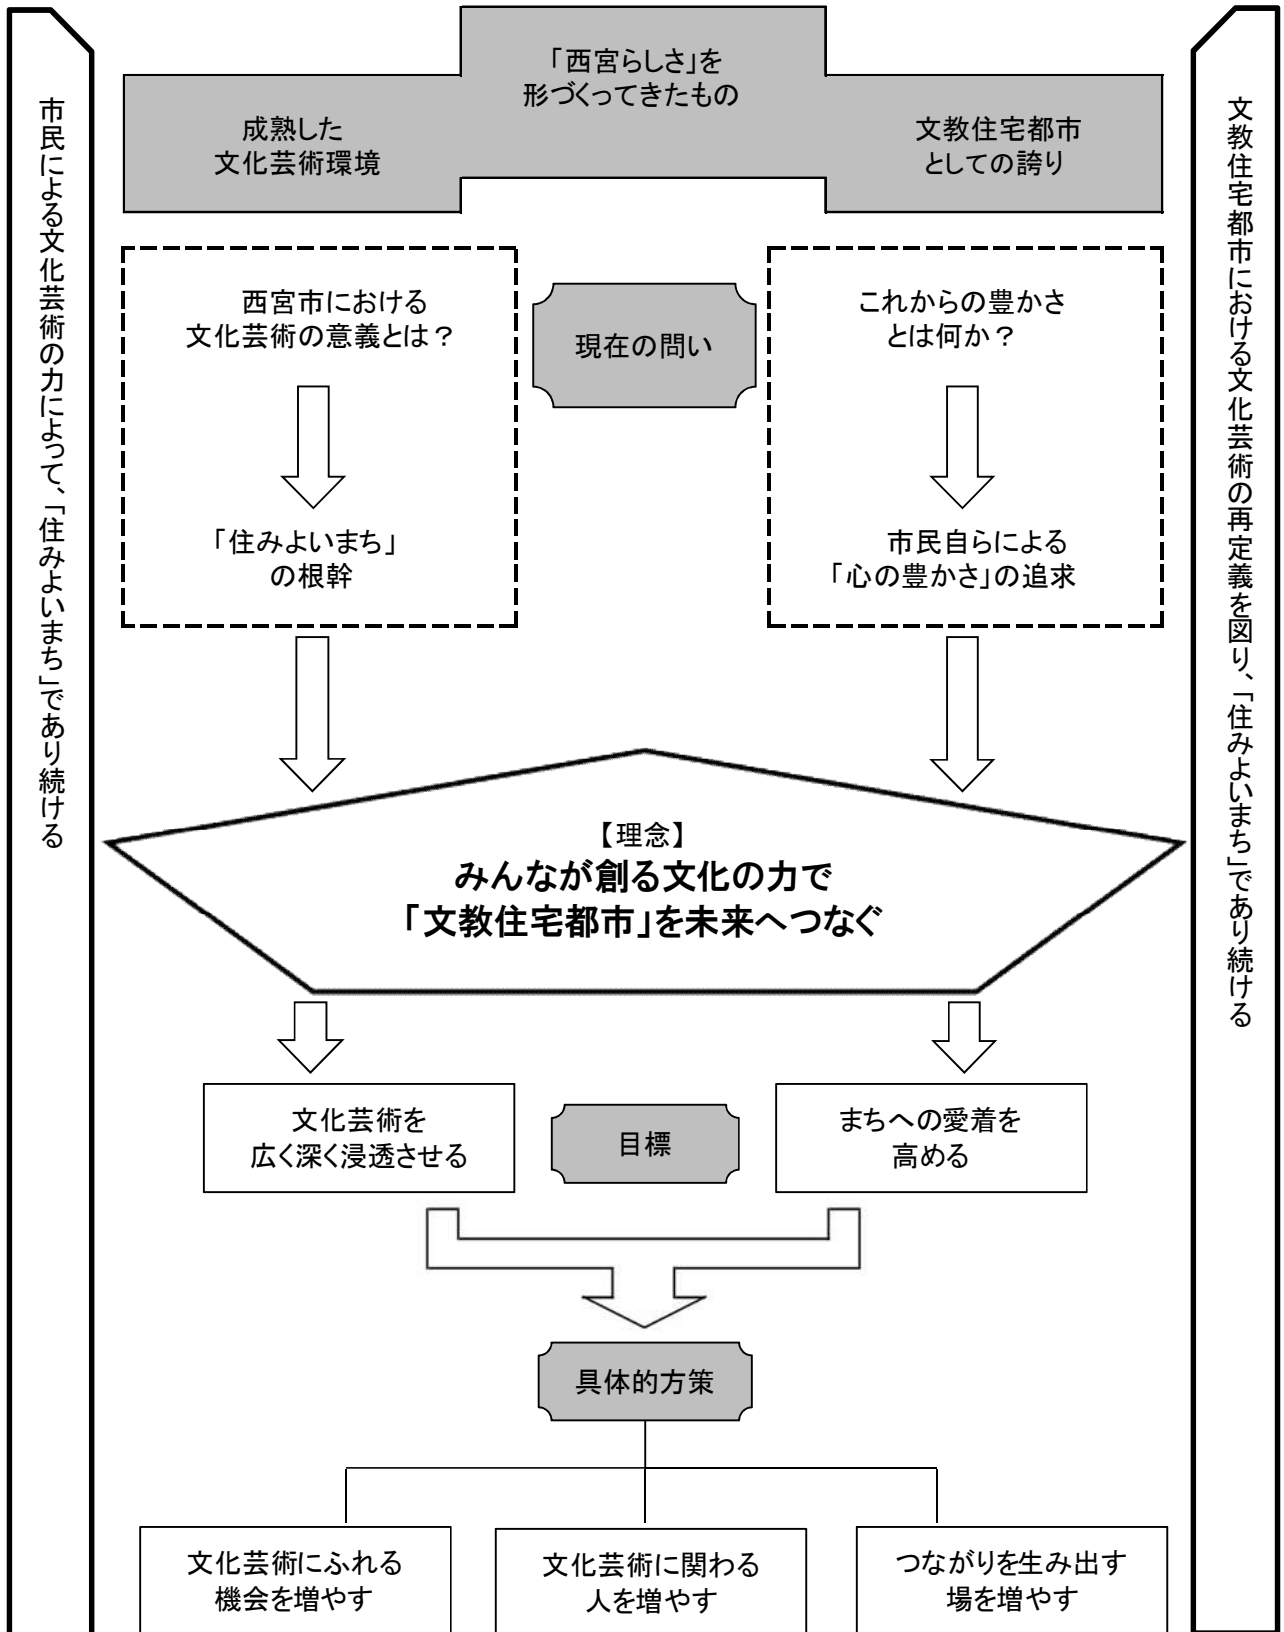 「西宮らしさ」を
形づくってきたもの
成熟した
文化芸術環境
文教住宅都市
としての誇り
西宮市における
文化芸術の意義とは？
現在の問い
これからの豊かさ
とは何か？
「住みよいまち」
の根幹
市民自らによる
「心の豊かさ」の追求
【理念】
みんなが創る文化の力で
「文教住宅都市」を未来へつなぐ
文化芸術を
広く深く浸透させる
目標
まちへの愛着を
高める
具体的方策
文化芸術にふれる
機会を増やす
文化芸術に関わる
人を増やす
つながりを生み出す
場を増やす
市民による文化芸術の力によって、「住みよいまち」であり続ける
文教住宅都市における文化芸術の再定義を図り、「住みよいまち」であり続ける